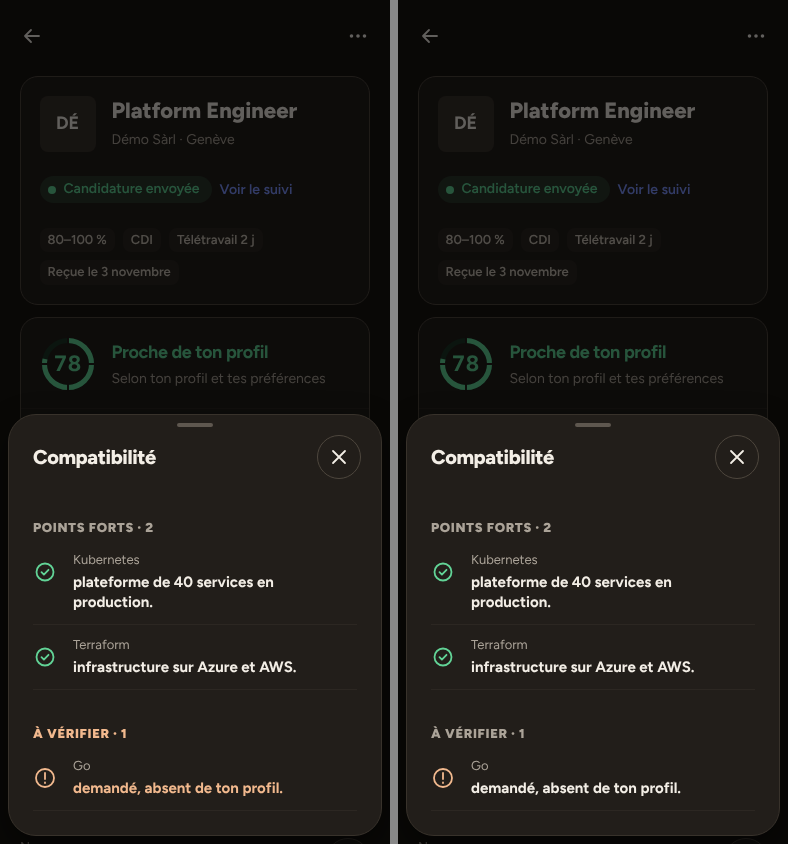 Platform Engineer
DÉ
Démo Sàrl · Genève
Candidature envoyée Voir le suivi
80–100 % CDI Télétravail 2 j
Reçue le 3 novembre
78
Proche de ton profil
Selon ton profil et tes préférences
Compatibilité
POINTS FORTS · 2
Kubernetes
plateforme de 40 services en
production.
Terraform
infrastructure sur Azure et AWS.
À VÉRIFIER · 1
Go
demandé, absent de ton profil.
Platform Engineer
DÉ
Démo Sàrl · Genève
Candidature envoyée Voir le suivi
80–100 % CDI Télétravail 2 j
Reçue le 3 novembre
78
Proche de ton profil
Selon ton profil et tes préférences
Compatibilité
POINTS FORTS · 2
Kubernetes
plateforme de 40 services en
production.
Terraform
infrastructure sur Azure et AWS.
À VÉRIFIER · 1
Go
demandé, absent de ton profil.